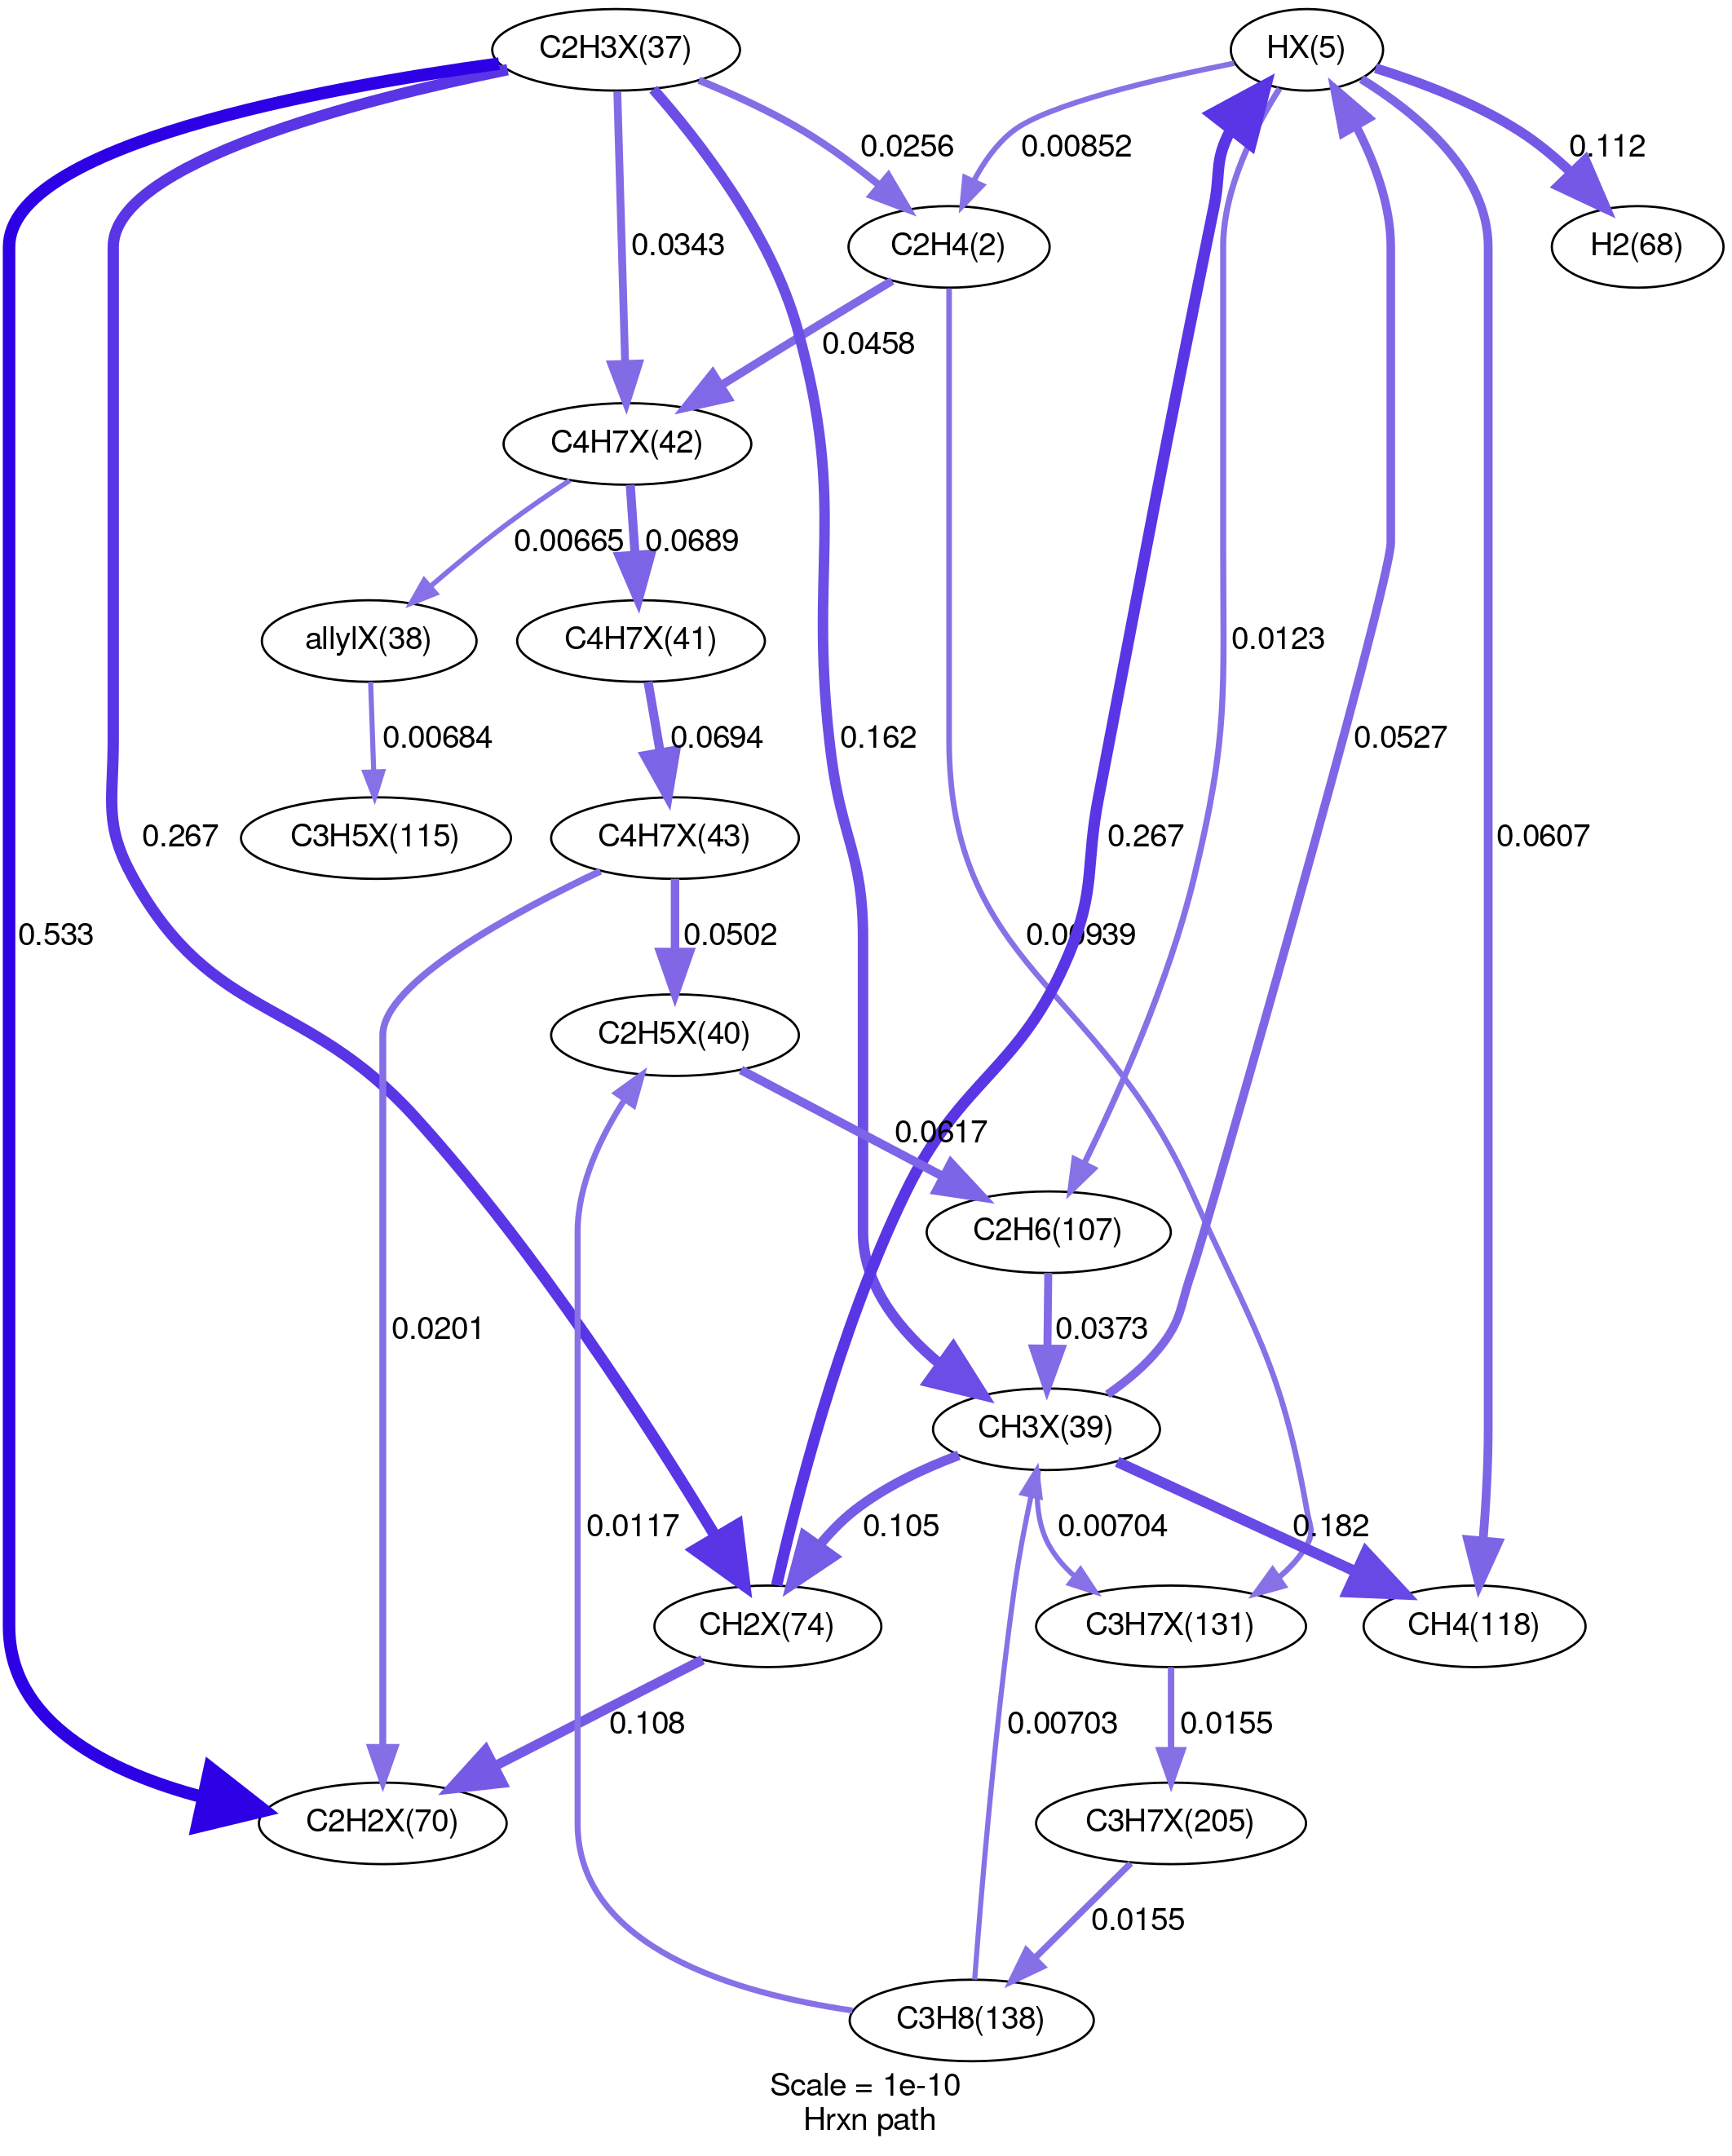 C2H3X(37)
HX(5)
0.0256
0.00852
0.112
0.0343
C2H4(2)
H2(68)
0.0458
C4H7X(42)
0.00665
0.0689
allylX(38)
C4H7X(41)
0.0123
0.00684
0.0694
0.162
0.0527
0.267
C3H5X(115)
C4H7X(43)
0.267
0.0607
0.533
0.0502
0.00939
C2H5X(40)
0.0617
C2H6(107)
0.0201
0.0373
CH3X(39)
0.0117
0.105
0.00704
0.182
CH2X(74)
C3H7X(131)
CH4(118)
0.108
0.00703
0.0155
C2H2X(70)
C3H7X(205)
0.0155
C3H8(138)
Scale = 1e-10
Hrxn path